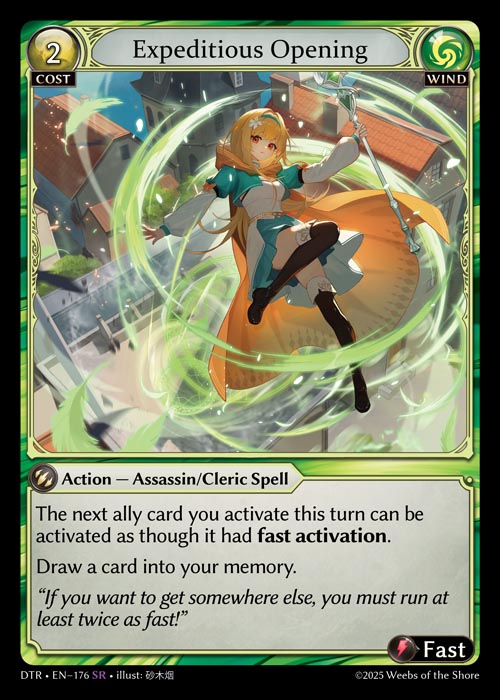 2
Expeditious Opening
COST
WIND
Action — Assassin/Cleric Spell
The next ally card you activate this turn can be
activated as though it had fast activation.
Draw a card into your memory.
“If you want to get somewhere else, you must run at
least twice as fast!”
Fast
DTR • EN–176 SR • illust: 砂木烟
©2025 Weebs of the Shore